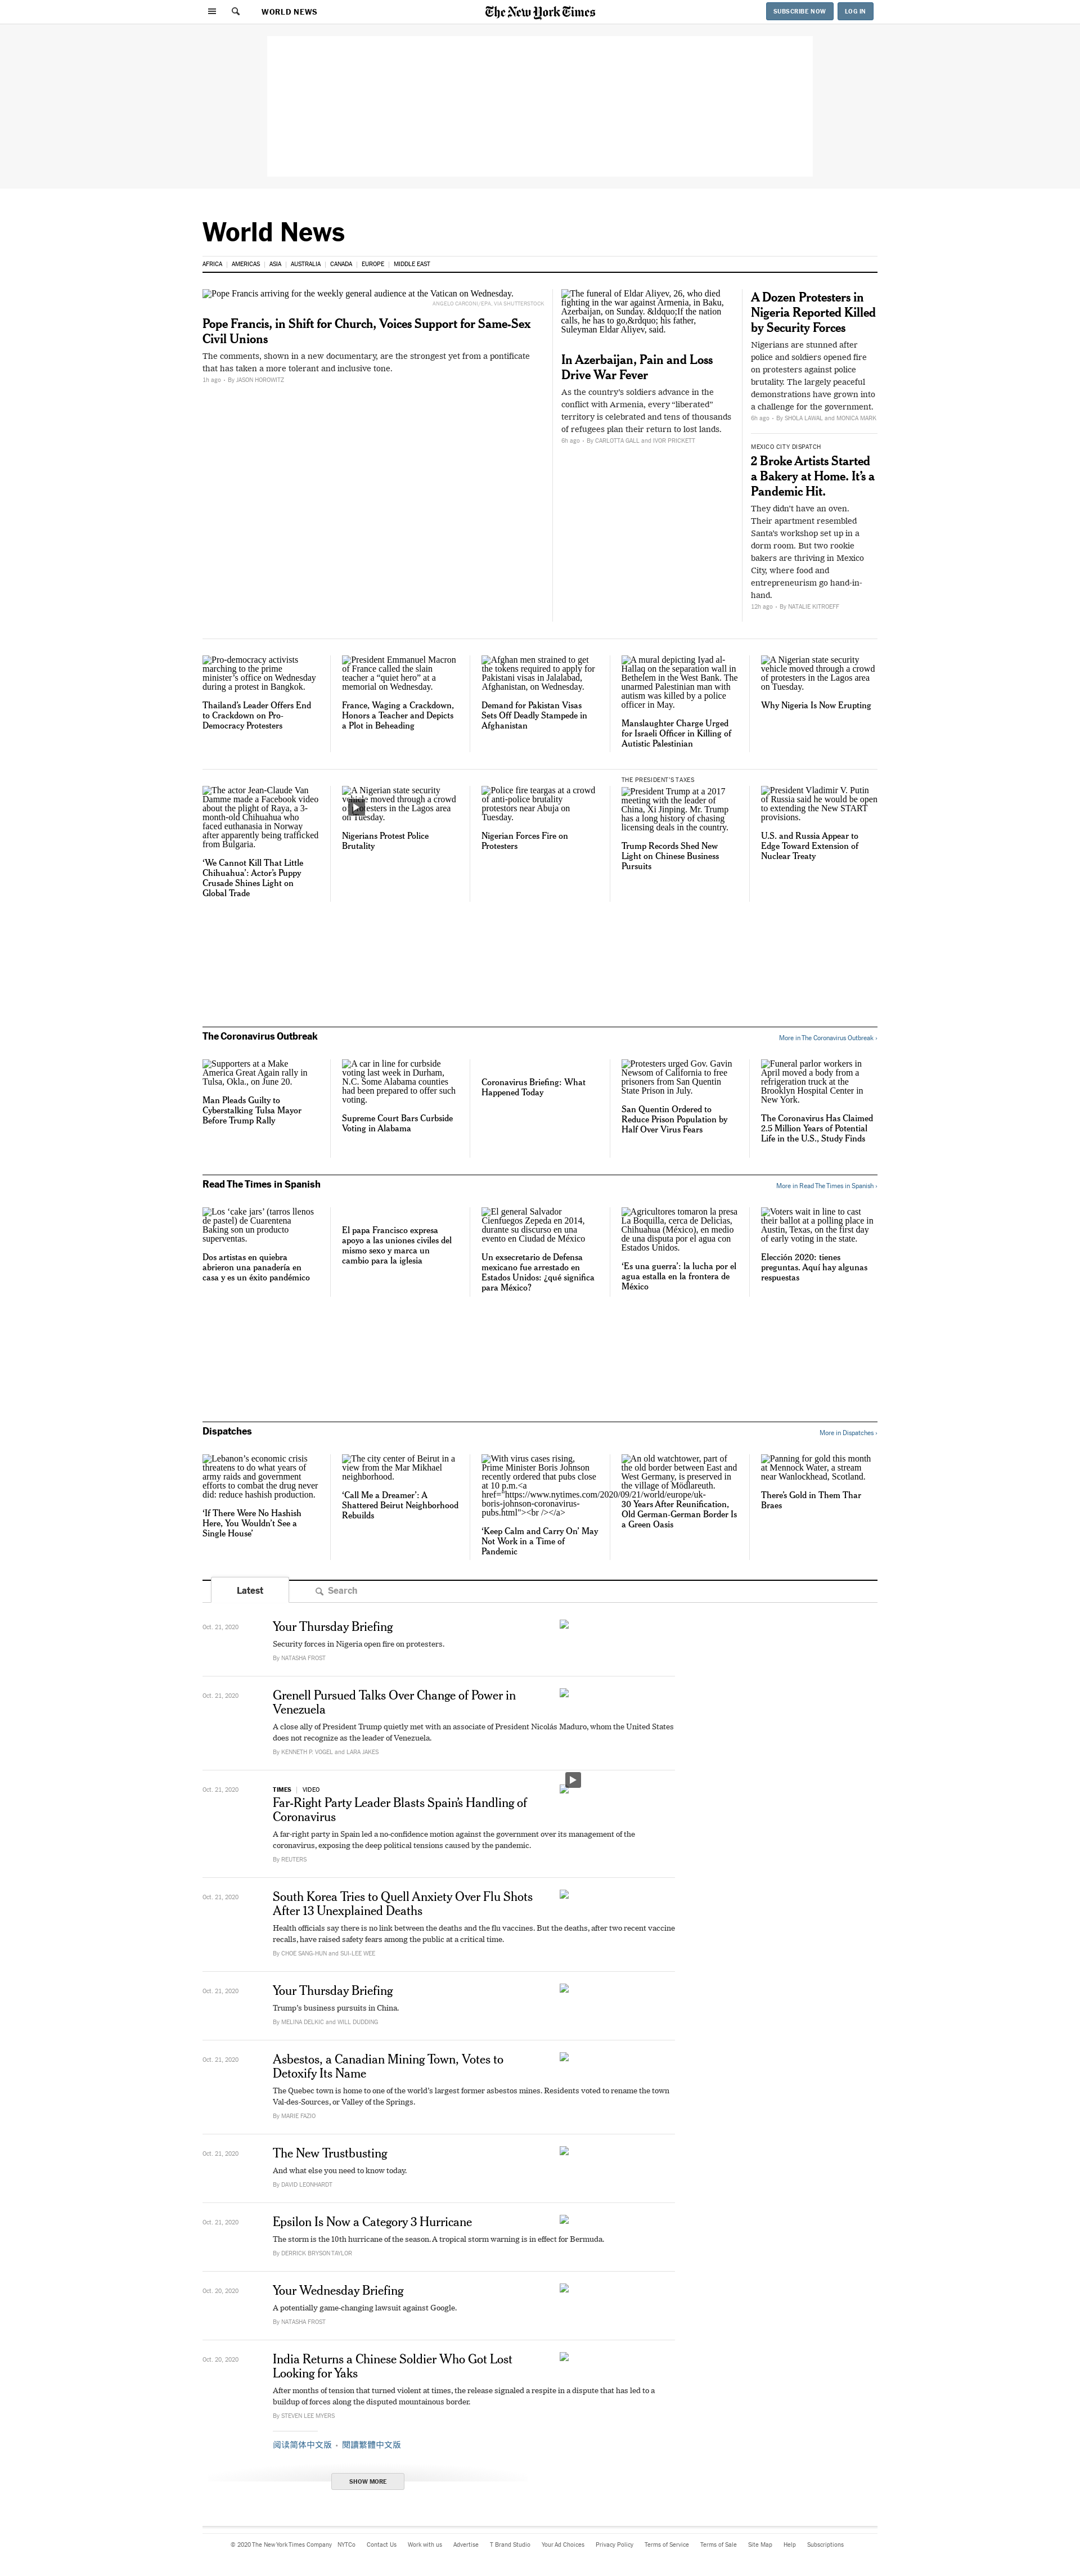 WORLD NEWS
The New York Times
SUBSCRIBE NOW
LOG IN
World News
AFRICA
AMERICAS
ASIA
AUSTRALIA
CANADA
EUROPE
MIDDLE EAST
Pope Francis arriving for the weekly general audience at the Vatican on Wednesday.
ANGELO CARCONI/EPA, VIA SHUTTERSTOCK
Pope Francis, in Shift for Church, Voices Support for Same-Sex
Civil Unions
The comments, shown in a new documentary, are the strongest yet from a pontificate
that has taken a more tolerant and inclusive tone.
1h ago · By JASON HOROWITZ
The funeral of Eldar Aliyev, 26, who died
fighting in the war against Armenia, in Baku,
Azerbaijan, on Sunday. &ldquo;If the nation
calls, he has to go,&rdquo; his father,
Suleyman Eldar Aliyev, said.
In Azerbaijan, Pain and Loss
Drive War Fever
As the country's soldiers advance in the
conflict with Armenia, every “liberated”
territory is celebrated and tens of thousands
of refugees plan their return to lost lands.
6h ago · By CARLOTTA GALL and IVOR PRICKETT
A Dozen Protesters in
Nigeria Reported Killed
by Security Forces
Nigerians are stunned after
police and soldiers opened fire
on protesters against police
brutality. The largely peaceful
demonstrations have grown into
a challenge for the government.
6h ago · By SHOLA LAWAL and MONICA MARK
MEXICO CITY DISPATCH
2 Broke Artists Started
a Bakery at Home. It’s a
Pandemic Hit.
They didn’t have an oven.
Their apartment resembled
Santa’s workshop set up in a
dorm room. But two rookie
bakers are thriving in Mexico
City, where food and
entrepreneurism go hand-in-
hand.
12h ago · By NATALIE KITROEFF
Pro-democracy activists
marching to the prime
minister’s office on Wednesday
during a protest in Bangkok.
Thailand’s Leader Offers End
to Crackdown on Pro-
Democracy Protesters
President Emmanuel Macron
of France called the slain
teacher a “quiet hero” at a
memorial on Wednesday.
France, Waging a Crackdown,
Honors a Teacher and Depicts
a Plot in Beheading
Afghan men strained to get
the tokens required to apply for
Pakistani visas in Jalalabad,
Afghanistan, on Wednesday.
Demand for Pakistan Visas
Sets Off Deadly Stampede in
Afghanistan
A mural depicting Iyad al-
Hallaq on the separation wall in
Bethelem in the West Bank. The
unarmed Palestinian man with
autism was killed by a police
officer in May.
Manslaughter Charge Urged
for Israeli Officer in Killing of
Autistic Palestinian
A Nigerian state security
vehicle moved through a crowd
of protesters in the Lagos area
on Tuesday.
Why Nigeria Is Now Erupting
The actor Jean-Claude Van
Damme made a Facebook video
about the plight of Raya, a 3-
month-old Chihuahua who
faced euthanasia in Norway
after apparently being trafficked
from Bulgaria.
‘We Cannot Kill That Little
Chihuahua’: Actor’s Puppy
Crusade Shines Light on
Global Trade
A Nigerian state security
vehicle moved through a crowd
of protesters in the Lagos area
on Tuesday.
Nigerians Protest Police
Brutality
Police fire teargas at a crowd
of anti-police brutality
protestors near Abuja on
Tuesday.
Nigerian Forces Fire on
Protesters
THE PRESIDENT’S TAXES
President Trump at a 2017
meeting with the leader of
China, Xi Jinping. Mr. Trump
has a long history of chasing
licensing deals in the country.
Trump Records Shed New
Light on Chinese Business
Pursuits
President Vladimir V. Putin
of Russia said he would be open
to extending the New START
provisions.
U.S. and Russia Appear to
Edge Toward Extension of
Nuclear Treaty
The Coronavirus Outbreak
More in The Coronavirus Outbreak ›
Supporters at a Make
America Great Again rally in
Tulsa, Okla., on June 20.
Man Pleads Guilty to
Cyberstalking Tulsa Mayor
Before Trump Rally
A car in line for curbside
voting last week in Durham,
N.C. Some Alabama counties
had been prepared to offer such
voting.
Supreme Court Bars Curbside
Voting in Alabama
Coronavirus Briefing: What
Happened Today
Protesters urged Gov. Gavin
Newsom of California to free
prisoners from San Quentin
State Prison in July.
San Quentin Ordered to
Reduce Prison Population by
Half Over Virus Fears
Funeral parlor workers in
April moved a body from a
refrigeration truck at the
Brooklyn Hospital Center in
New York.
The Coronavirus Has Claimed
2.5 Million Years of Potential
Life in the U.S., Study Finds
Read The Times in Spanish
More in Read The Times in Spanish ›
Los ‘cake jars’ (tarros llenos
de pastel) de Cuarentena
Baking son un producto
superventas.
Dos artistas en quiebra
abrieron una panadería en
casa y es un éxito pandémico
El papa Francisco expresa
apoyo a las uniones civiles del
mismo sexo y marca un
cambio para la iglesia
El general Salvador
Cienfuegos Zepeda en 2014,
durante su discurso en una
evento en Ciudad de México
Un exsecretario de Defensa
mexicano fue arrestado en
Estados Unidos: ¿qué significa
para México?
Agricultores tomaron la presa
La Boquilla, cerca de Delicias,
Chihuahua (México), en medio
de una disputa por el agua con
Estados Unidos.
‘Es una guerra’: la lucha por el
agua estalla en la frontera de
México
Voters wait in line to cast
their ballot at a polling place in
Austin, Texas, on the first day
of early voting in the state.
Elección 2020: tienes
preguntas. Aquí hay algunas
respuestas
Dispatches
More in Dispatches ›
Lebanon’s economic crisis
threatens to do what years of
army raids and government
efforts to combat the drug never
did: reduce hashish production.
‘If There Were No Hashish
Here, You Wouldn’t See a
Single House’
The city center of Beirut in a
view from the Mar Mikhael
neighborhood.
‘Call Me a Dreamer’: A
Shattered Beirut Neighborhood
Rebuilds
With virus cases rising,
Prime Minister Boris Johnson
recently ordered that pubs close
at 10 p.m.<a
href="https://www.nytimes.com/2020/09/21/world/europe/uk-
boris-johnson-coronavirus-
pubs.html"><br /></a>
‘Keep Calm and Carry On’ May
Not Work in a Time of
Pandemic
An old watchtower, part of
the old border between East and
West Germany, is preserved in
the village of Mödlareuth.
30 Years After Reunification,
Old German-German Border Is
a Green Oasis
Panning for gold this month
at Mennock Water, a stream
near Wanlockhead, Scotland.
There’s Gold in Them Thar
Braes
Latest
Search
Oct. 21, 2020
Your Thursday Briefing
Security forces in Nigeria open fire on protesters.
By NATASHA FROST
Oct. 21, 2020
Grenell Pursued Talks Over Change of Power in
Venezuela
A close ally of President Trump quietly met with an associate of President Nicolás Maduro, whom the United States
does not recognize as the leader of Venezuela.
By KENNETH P. VOGEL and LARA JAKES
Oct. 21, 2020
TIMES | VIDEO
Far-Right Party Leader Blasts Spain’s Handling of
Coronavirus
A far-right party in Spain led a no-confidence motion against the government over its management of the
coronavirus, exposing the deep political tensions caused by the pandemic.
By REUTERS
Oct. 21, 2020
South Korea Tries to Quell Anxiety Over Flu Shots
After 13 Unexplained Deaths
Health officials say there is no link between the deaths and the flu vaccines. But the deaths, after two recent vaccine
recalls, have raised safety fears among the public at a critical time.
By CHOE SANG-HUN and SUI-LEE WEE
Oct. 21, 2020
Your Thursday Briefing
Trump’s business pursuits in China.
By MELINA DELKIC and WILL DUDDING
Oct. 21, 2020
Asbestos, a Canadian Mining Town, Votes to
Detoxify Its Name
The Quebec town is home to one of the world’s largest former asbestos mines. Residents voted to rename the town
Val-des-Sources, or Valley of the Springs.
By MARIE FAZIO
Oct. 21, 2020
The New Trustbusting
And what else you need to know today.
By DAVID LEONHARDT
Oct. 21, 2020
Epsilon Is Now a Category 3 Hurricane
The storm is the 10th hurricane of the season. A tropical storm warning is in effect for Bermuda.
By DERRICK BRYSON TAYLOR
Oct. 20, 2020
Your Wednesday Briefing
A potentially game-changing lawsuit against Google.
By NATASHA FROST
Oct. 20, 2020
India Returns a Chinese Soldier Who Got Lost
Looking for Yaks
After months of tension that turned violent at times, the release signaled a respite in a dispute that has led to a
buildup of forces along the disputed mountainous border.
By STEVEN LEE MYERS
阅读简体中文版 · 閱讀繁體中文版
SHOW MORE
© 2020 The New York Times Company NYTCo Contact Us Work with us Advertise T Brand Studio Your Ad Choices Privacy Policy Terms of Service Terms of Sale Site Map Help Subscriptions